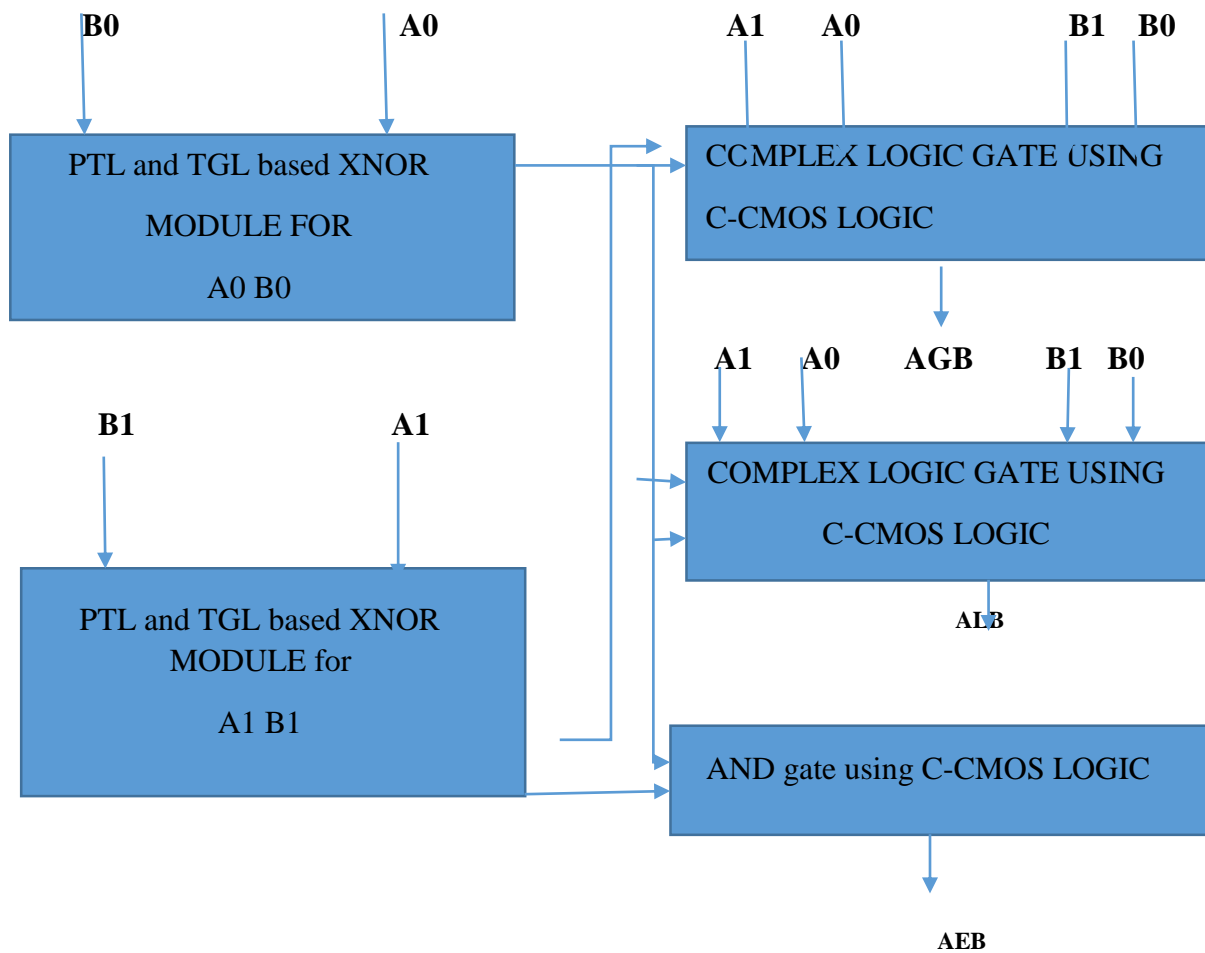 B0 A0
PTL and TGL based XNOR
MODULE FOR
A0 B0
B1 A1
PTL and TGL based XNOR
MODULE for
A1 B1
A1 A0 B1 B0
COMPLEX LOGIC GATE USING
C-CMOS LOGIC
A1 A0 AGB B1 B0
COMPLEX LOGIC GATE USING
C-CMOS LOGIC
ALB
AND gate using C-CMOS LOGIC
AEB